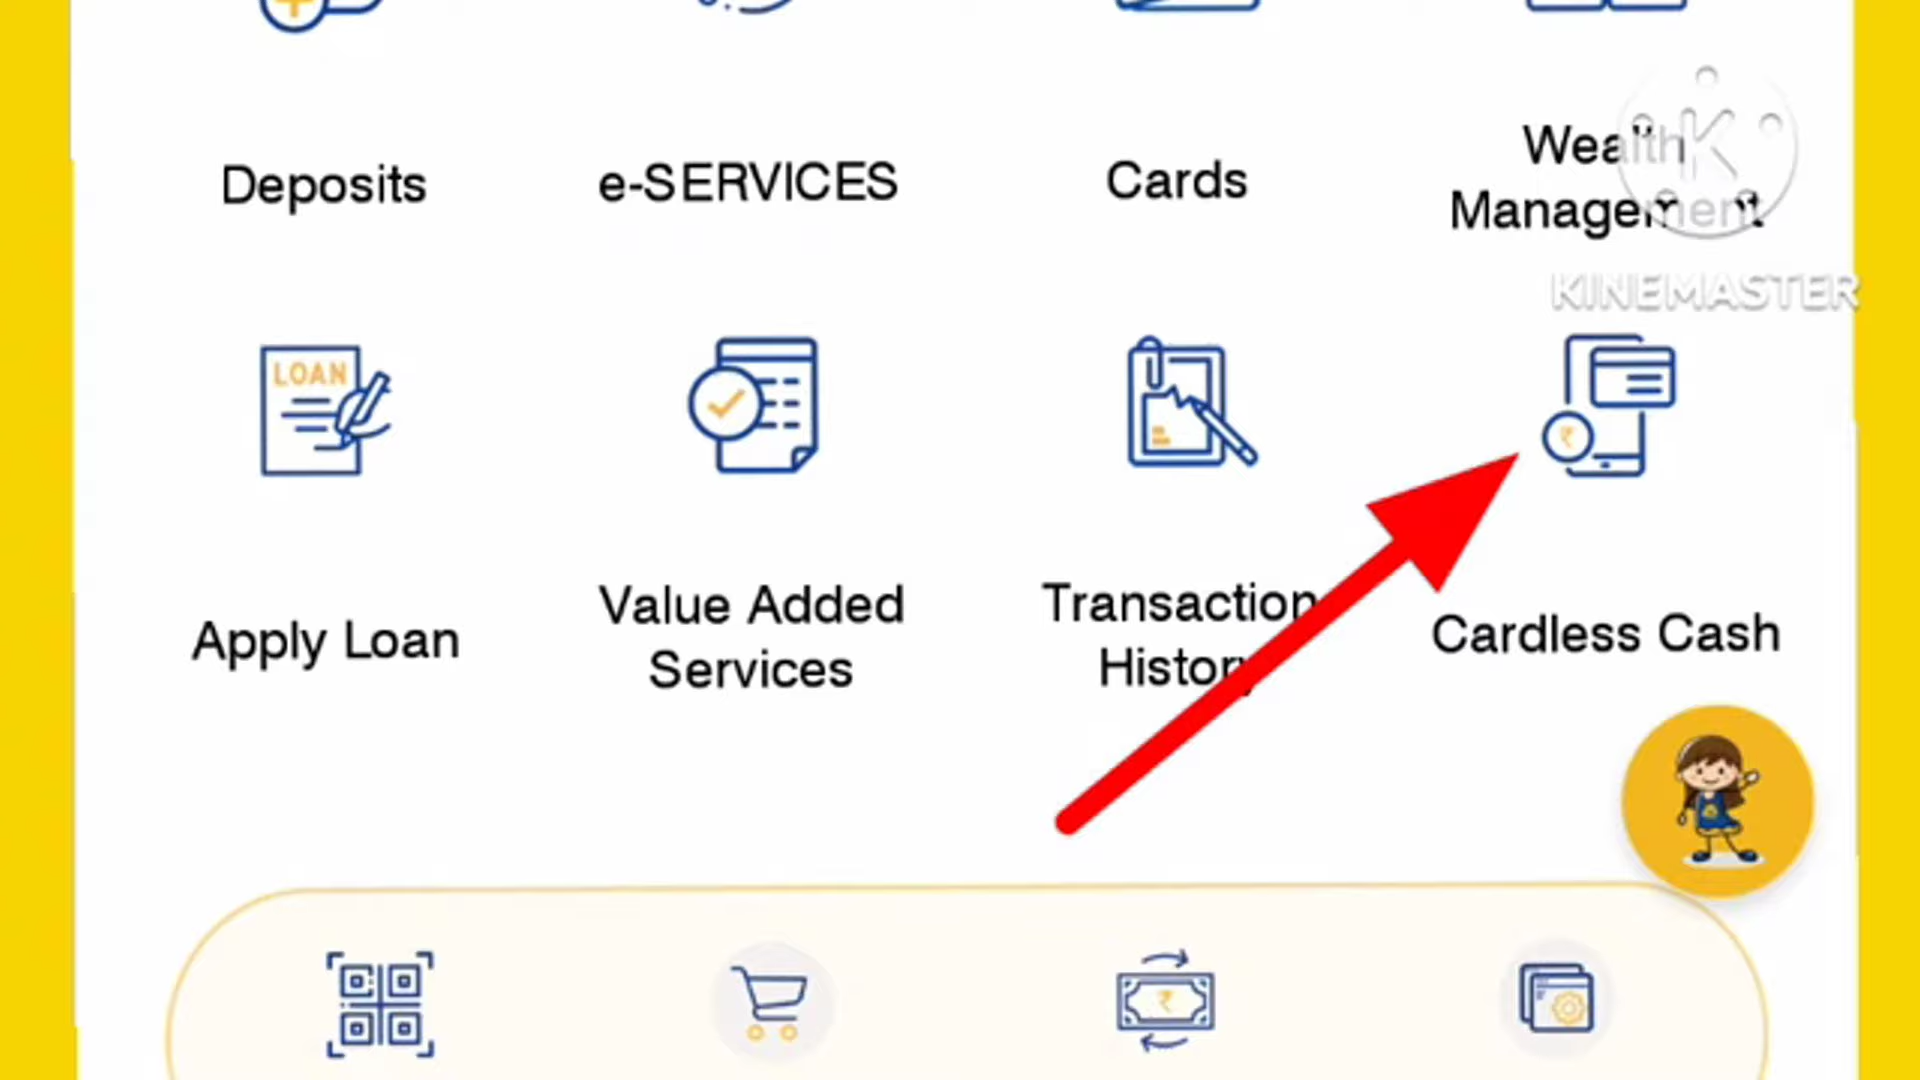 Deposits
e-SERVICES
Cards
Wealth
Management
KINEMASTER
LOAN
Apply Loan
Value Added
Services
Transaction
History
Cardless Cash